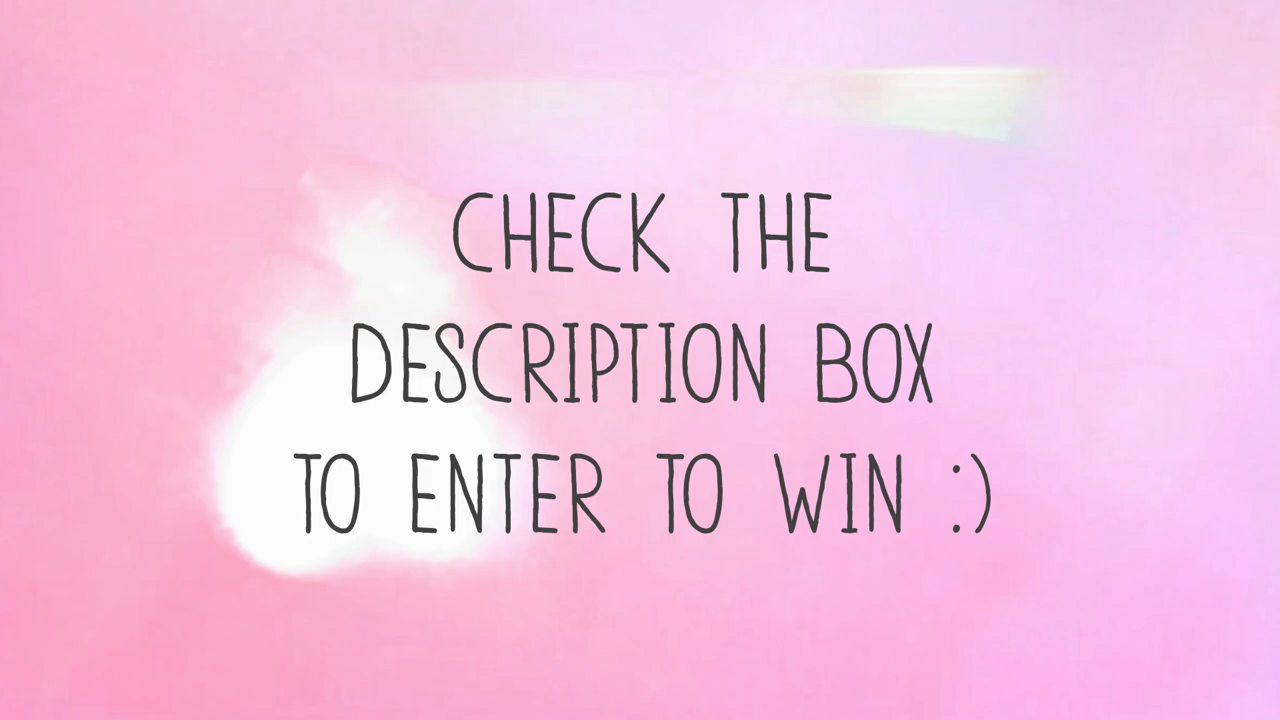 CHECK THE
DESCRIPTION BOX
TO ENTER TO WIN :)